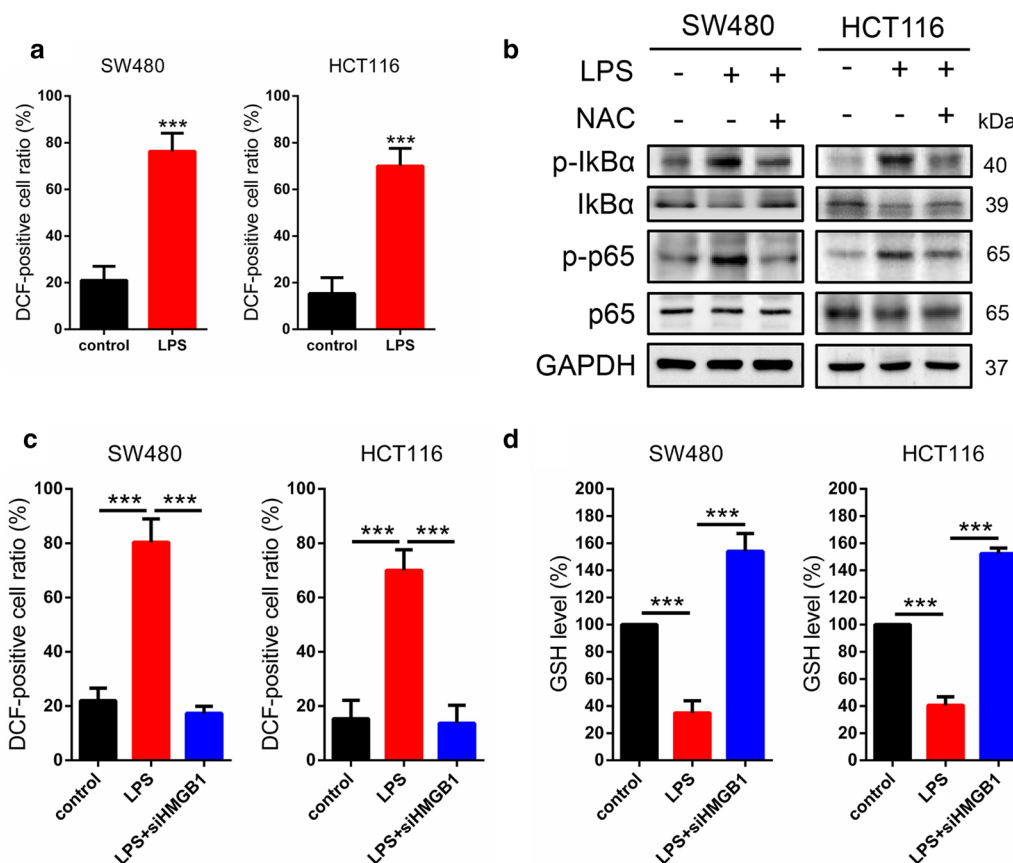 a
SW480
HCT116
DCF-positive cell ratio (%)
100
80
60
40
20
0
***
control
LPS
DCF-positive cell ratio (%)
100
80
60
40
20
0
***
control
LPS
b
SW480
HCT116
LPS - + + - + +
NAC - - + - - + kDa
p-IkBα 40
IkBα 39
p-p65 65
p65 65
GAPDH 37
c
SW480
HCT116
DCF-positive cell ratio (%)
100
80
60
40
20
0
*** ***
control
LPS
LPS+siHMGB1
DCF-positive cell ratio (%)
100
80
60
40
20
0
*** ***
control
LPS
LPS+siHMGB1
d
SW480
HCT116
GSH level (%)
200
180
160
140
120
100
80
60
40
20
0
***
***
control
LPS
LPS+siHMGB1
GSH level (%)
200
180
160
140
120
100
80
60
40
20
0
***
***
control
LPS
LPS+siHMGB1